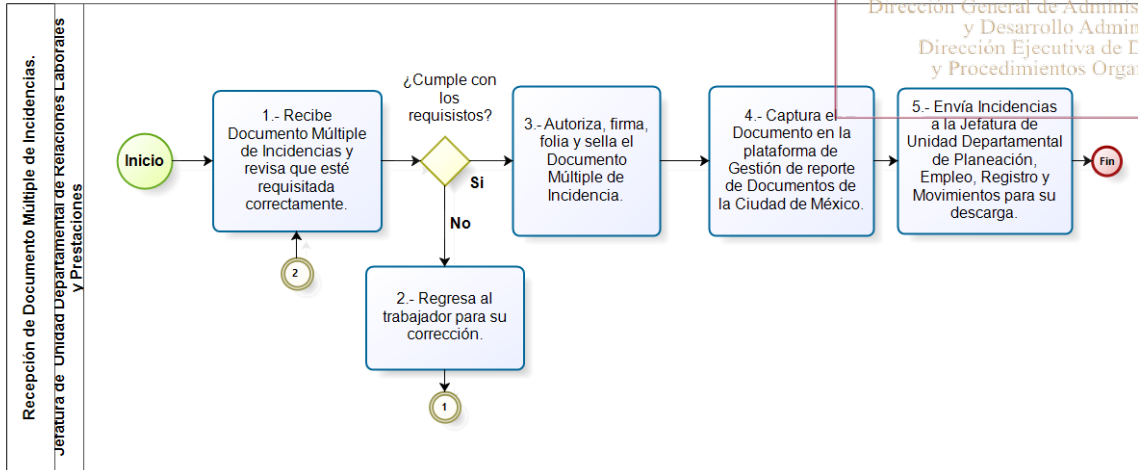 Dirección General de Adminis
y Desarrollo Admin
Dirección Ejecutiva de D
y Procedimientos Orga
Recepción de Documento Múltiple de Incidencias.
Jefatura de Unidad Departamental de Relaciones Laborales
y Prestaciones
Inicio
1.- Recibe
Documento Múltiple
de Incidencias y
revisa que esté
requisitada
correctamente.
2
¿Cumple con
los
requisistos?
Si
No
2.- Regresa al
trabajador para su
corrección.
1
3.- Autoriza, firma,
folia y sella el
Documento
Múltiple de
Incidencia.
4.- Captura el
Documento en la
plataforma de
Gestión de reporte
de Documentos de
la Ciudad de México.
5.- Envía Incidencias
a la Jefatura de
Unidad Departamental
de Planeación,
Empleo, Registro y
Movimientos para su
descarga.
Fin